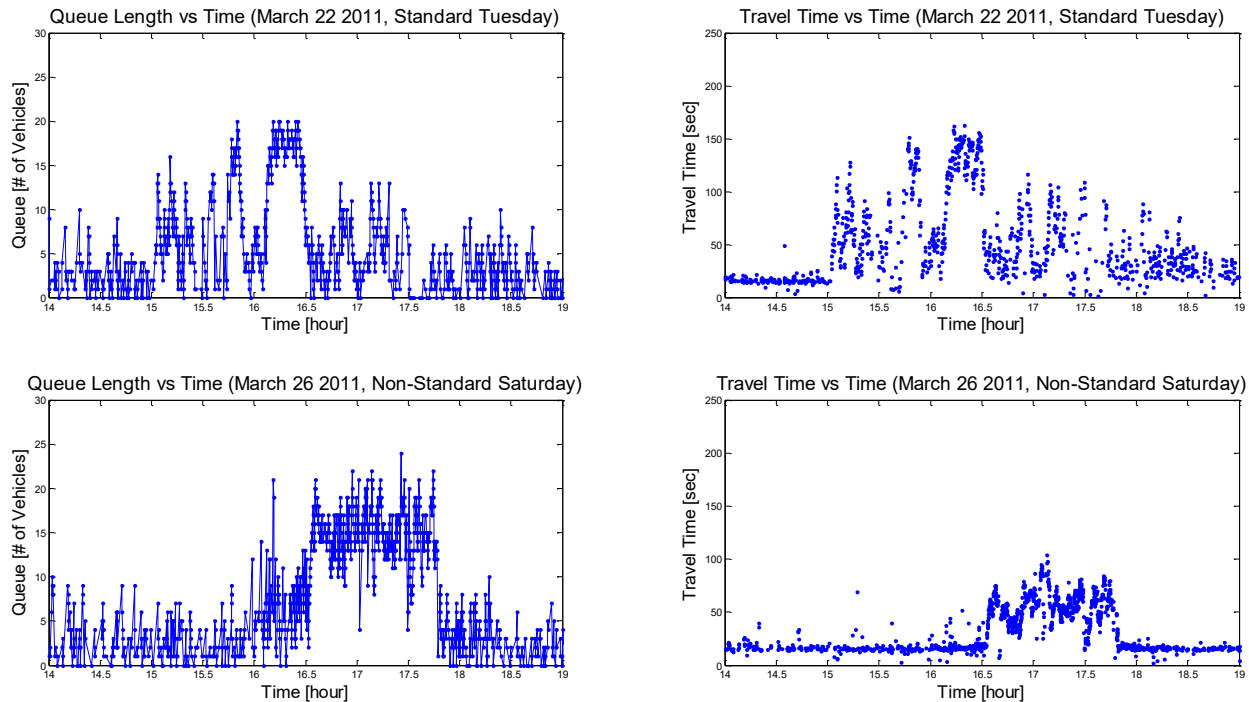 Queue Length vs Time (March 22 2011, Standard Tuesday)
30
25
20
15
10
5
0
Queue [# of Vehicles]
14 14.5 15 15.5 16 16.5 17 17.5 18 18.5 19
Time [hour]
Travel Time vs Time (March 22 2011, Standard Tuesday)
250
200
150
100
50
0
Travel Time [sec]
14 14.5 15 15.5 16 16.5 17 17.5 18 18.5 19
Time [hour]
Queue Length vs Time (March 26 2011, Non-Standard Saturday)
30
25
20
15
10
5
0
Queue [# of Vehicles]
14 14.5 15 15.5 16 16.5 17 17.5 18 18.5 19
Time [hour]
Travel Time vs Time (March 26 2011, Non-Standard Saturday)
250
200
150
100
50
0
Travel Time [sec]
14 14.5 15 15.5 16 16.5 17 17.5 18 18.5 19
Time [hour]